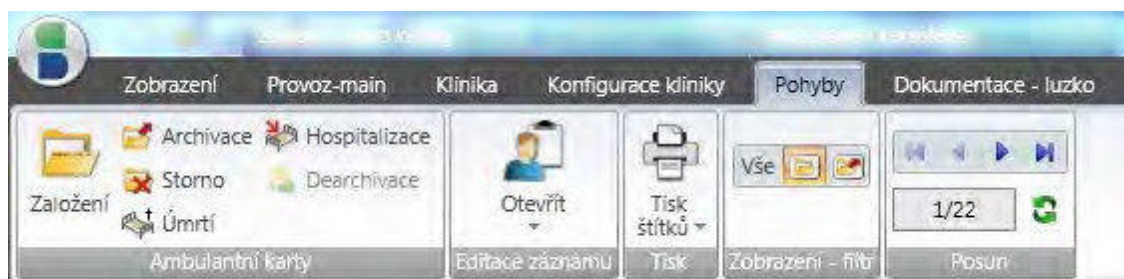 Zobrazení Provoz-main Klinika Konfigurace kliniky Pohyby Dokumentace - luzko
Založení
Archivace
Hospitalizace
Storno
Dearchivace
Úmrtí
Ambulantní karty
Otevřít
Editace záznamu
Tisk
štítků
Tisk
Vše
Zobrazení - filtr
1/22
Posun